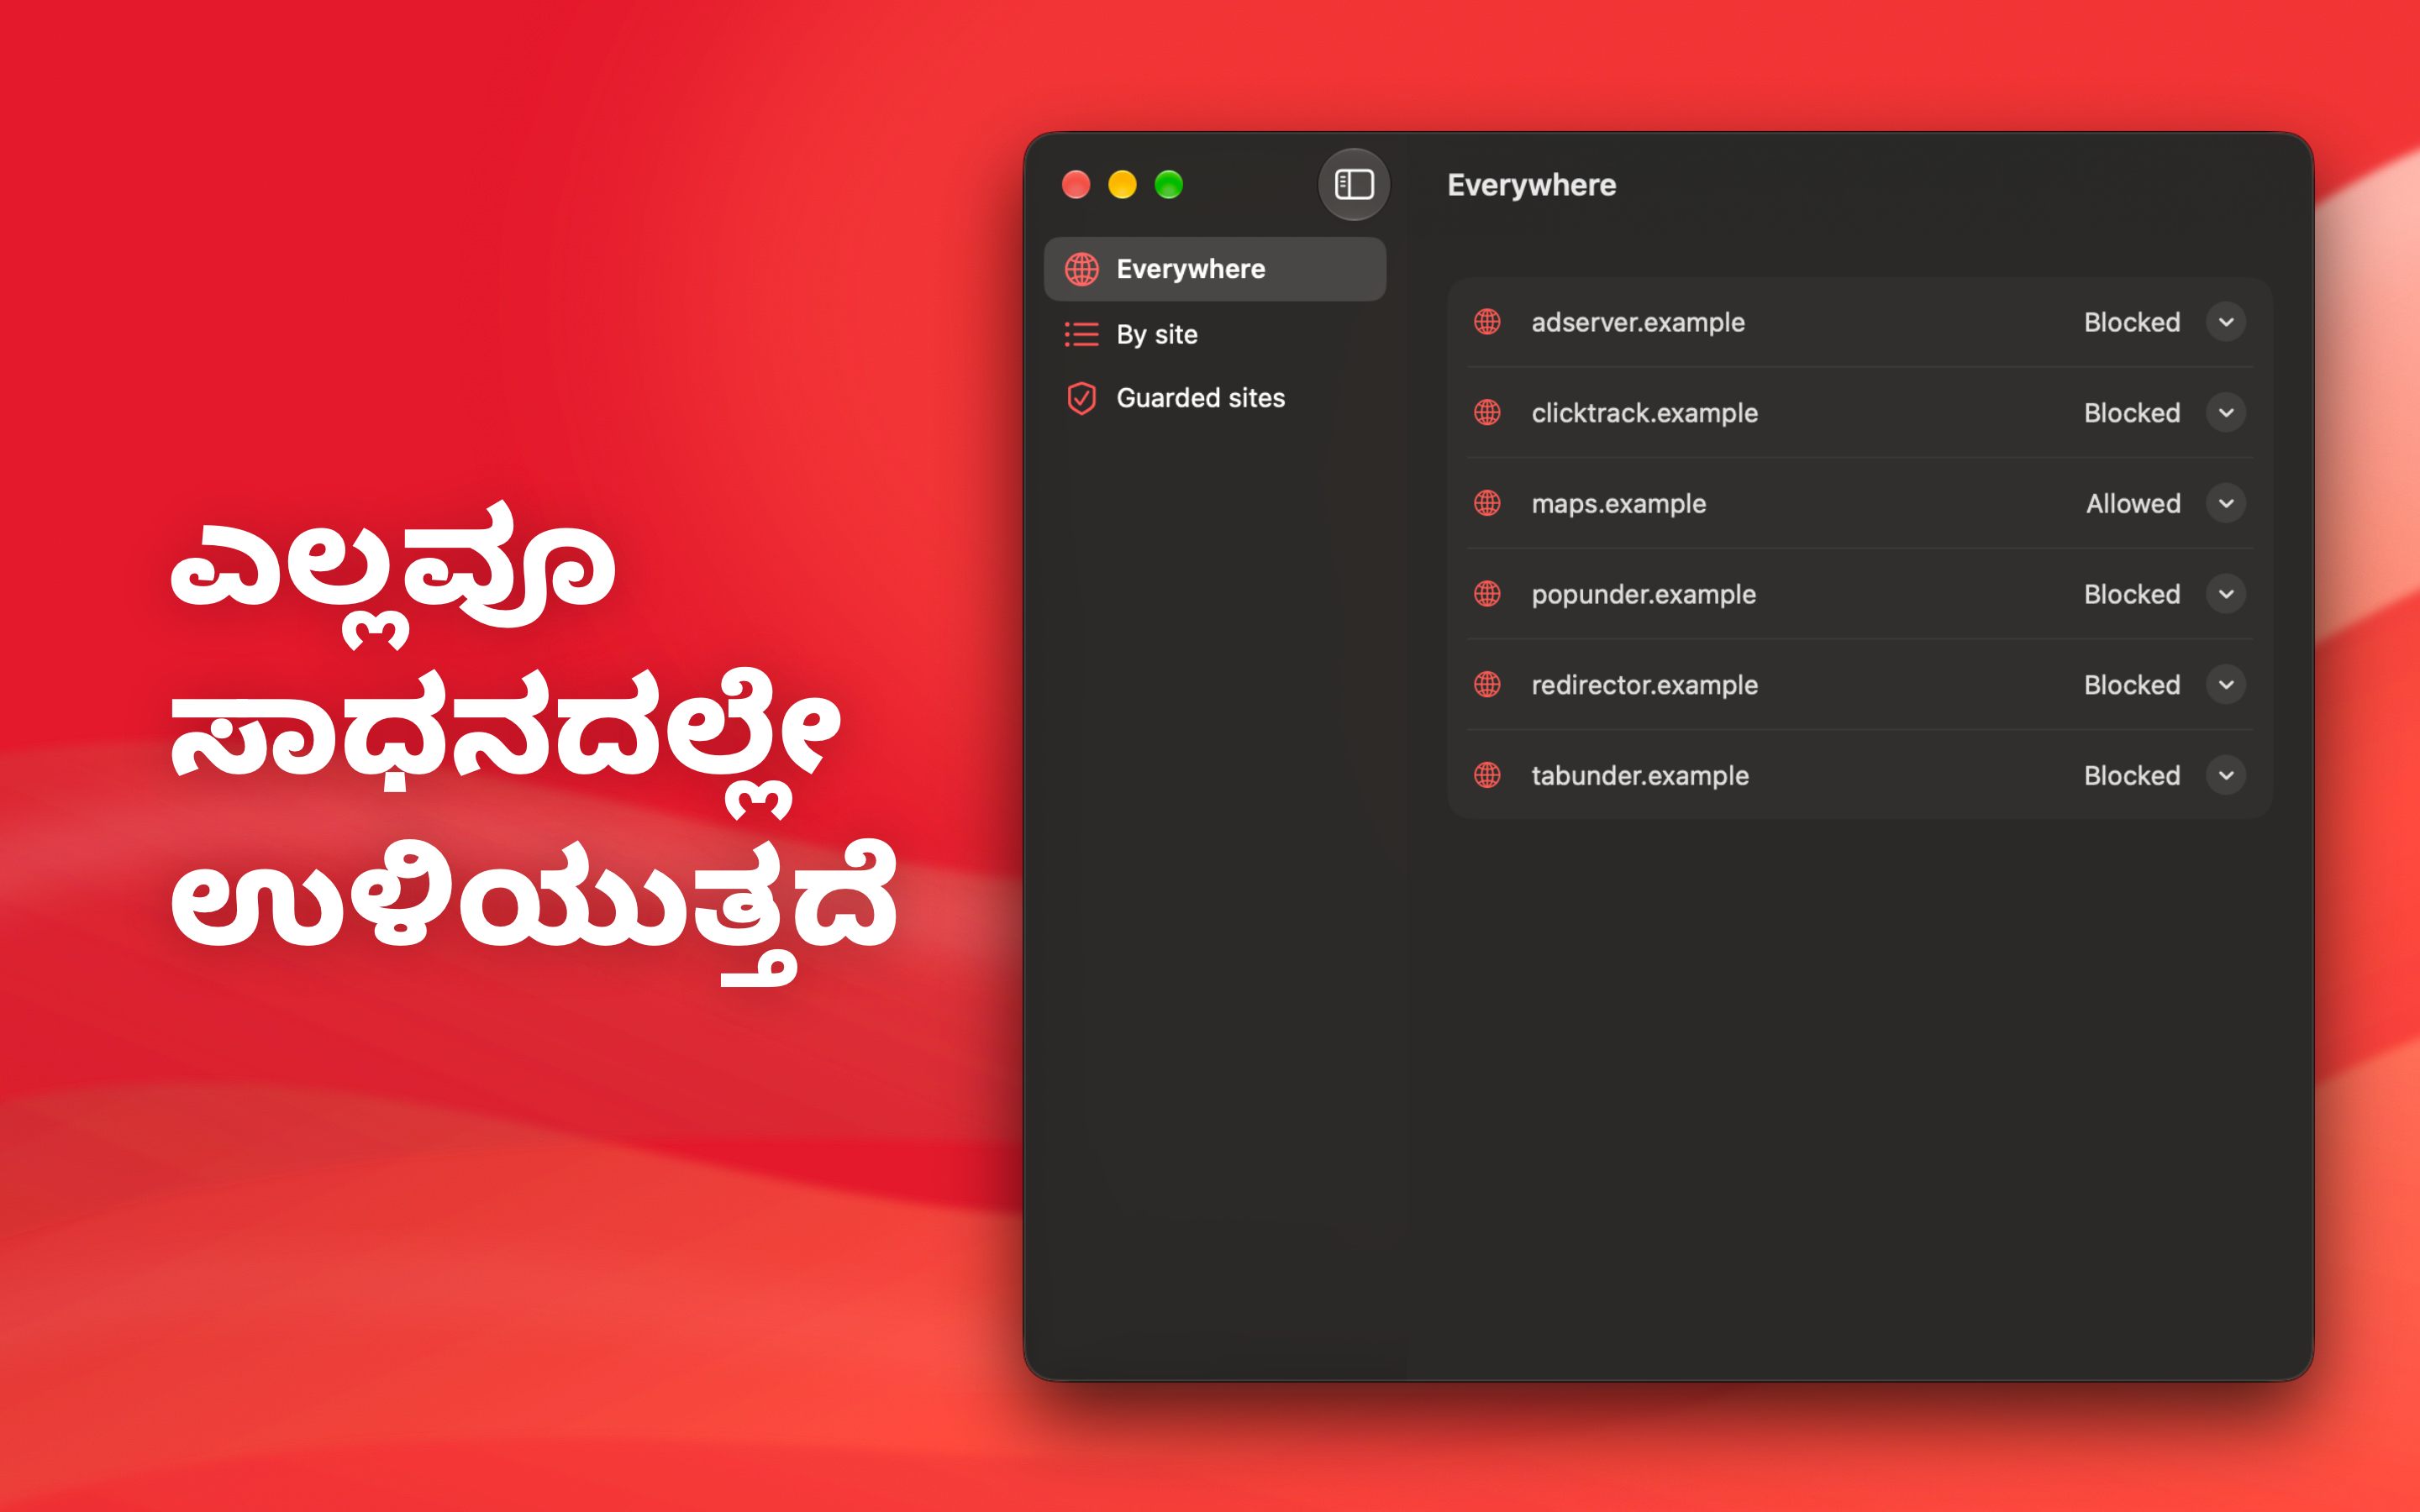 ಎಲ್ಲವೂ
ಸಾಧನದಲ್ಲೇ
ಉಳಿಯುತ್ತದೆ
Everywhere
By site
Guarded sites
Everywhere
adserver.example Blocked
clicktrack.example Blocked
maps.example Allowed
popunder.example Blocked
redirector.example Blocked
tabunder.example Blocked